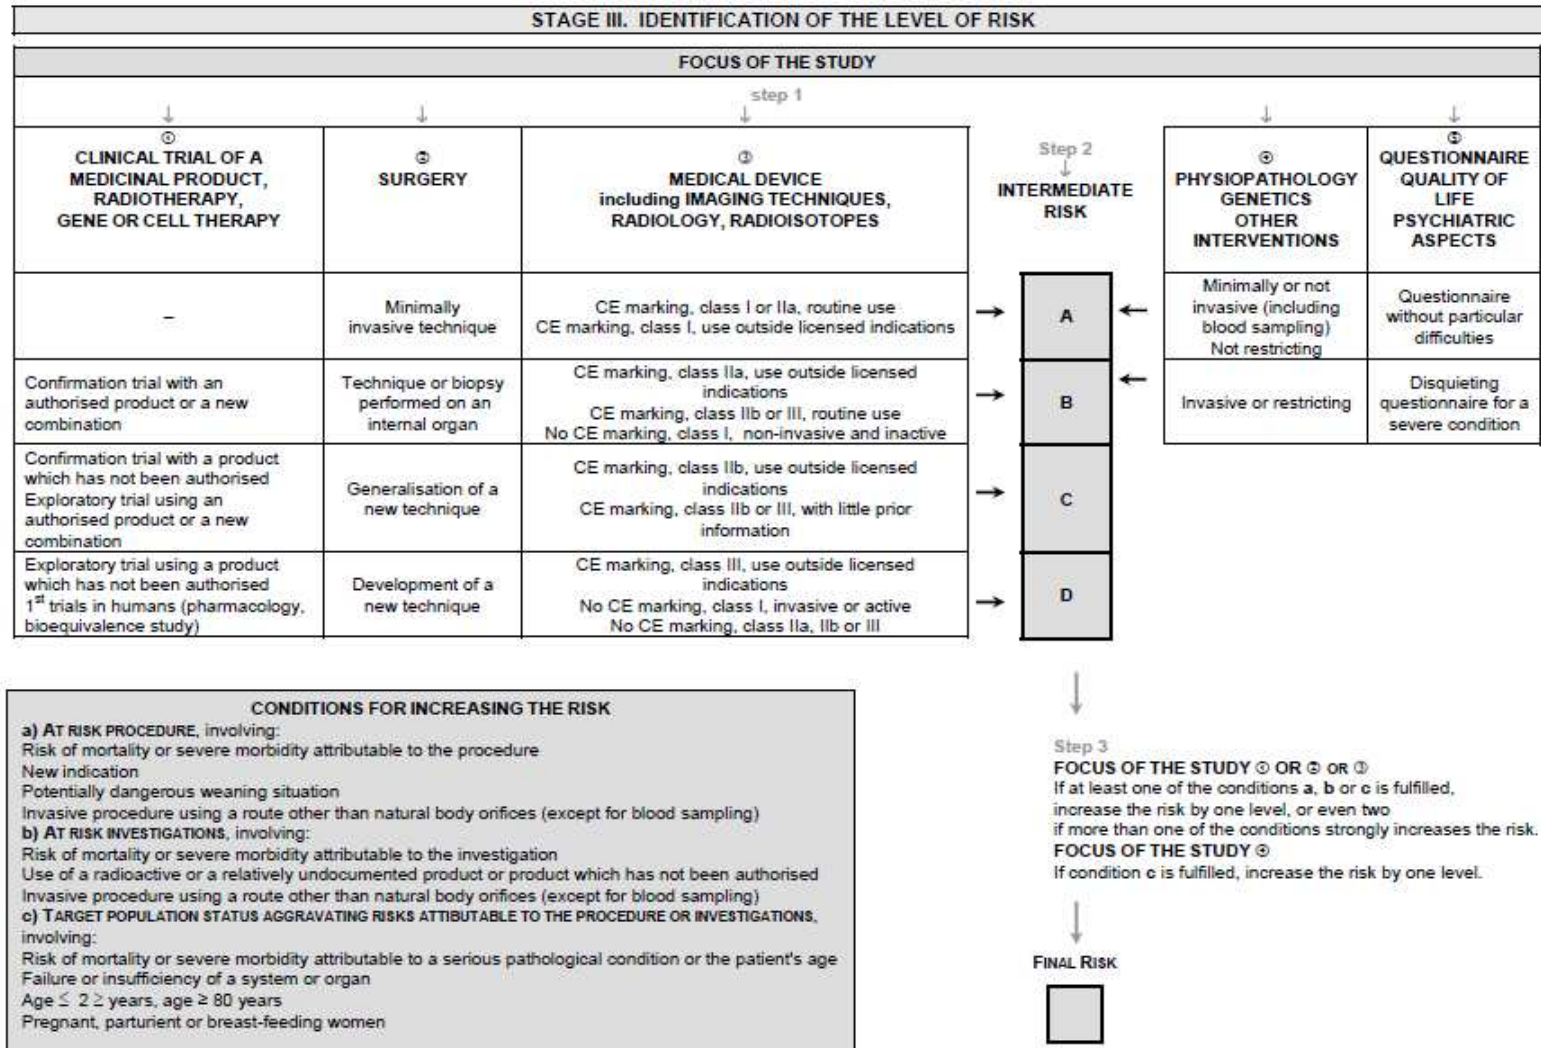 STAGE III. IDENTIFICATION OF THE LEVEL OF RISK
FOCUS OF THE STUDY
step 1
↓ ↓ ↓ ↓ ↓
①
CLINICAL TRIAL OF A
MEDICINAL PRODUCT,
RADIOTHERAPY,
GENE OR CELL THERAPY
②
SURGERY
③
MEDICAL DEVICE
including IMAGING TECHNIQUES,
RADIOLOGY, RADIOISOTOPES
Step 2
↓
INTERMEDIATE
RISK
④
PHYSIOPATHOLOGY
GENETICS
OTHER
INTERVENTIONS
⑤
QUESTIONNAIRE
QUALITY OF
LIFE
PSYCHIATRIC
ASPECTS
–
Minimally
invasive technique
CE marking, class I or IIa, routine use
CE marking, class I, use outside licensed indications
→
A
←
Minimally or not
invasive (including
blood sampling)
Not restricting
Questionnaire
without particular
difficulties
Confirmation trial with an
authorised product or a new
combination
Technique or biopsy
performed on an
internal organ
CE marking, class IIa, use outside licensed
indications
CE marking, class IIb or III, routine use
No CE marking, class I, non-invasive and inactive
→
B
←
Invasive or restricting
Disquieting
questionnaire for a
severe condition
Confirmation trial with a product
which has not been authorised
Exploratory trial using an
authorised product or a new
combination
Generalisation of a
new technique
CE marking, class IIb, use outside licensed
indications
CE marking, class IIb or III, with little prior
information
→
C
Exploratory trial using a product
which has not been authorised
1st trials in humans (pharmacology,
bioequivalence study)
Development of a
new technique
CE marking, class III, use outside licensed
indications
No CE marking, class I, invasive or active
No CE marking, class IIa, IIb or III
→
D
CONDITIONS FOR INCREASING THE RISK
a) AT RISK PROCEDURE, involving:
Risk of mortality or severe morbidity attributable to the procedure
New indication
Potentially dangerous weaning situation
Invasive procedure using a route other than natural body orifices (except for blood sampling)
b) AT RISK INVESTIGATIONS, involving:
Risk of mortality or severe morbidity attributable to the investigation
Use of a radioactive or a relatively undocumented product or product which has not been authorised
Invasive procedure using a route other than natural body orifices (except for blood sampling)
c) TARGET POPULATION STATUS AGGRAVATING RISKS ATTIBUTABLE TO THE PROCEDURE OR INVESTIGATIONS,
involving:
Risk of mortality or severe morbidity attributable to a serious pathological condition or the patient's age
Failure or insufficiency of a system or organ
Age ≤ 2 ≥ years, age ≥ 80 years
Pregnant, parturient or breast-feeding women
↓
Step 3
FOCUS OF THE STUDY ① OR ② OR ③
If at least one of the conditions a, b or c is fulfilled,
increase the risk by one level, or even two
if more than one of the conditions strongly increases the risk.
FOCUS OF THE STUDY ④
If condition c is fulfilled, increase the risk by one level.
↓
FINAL RISK